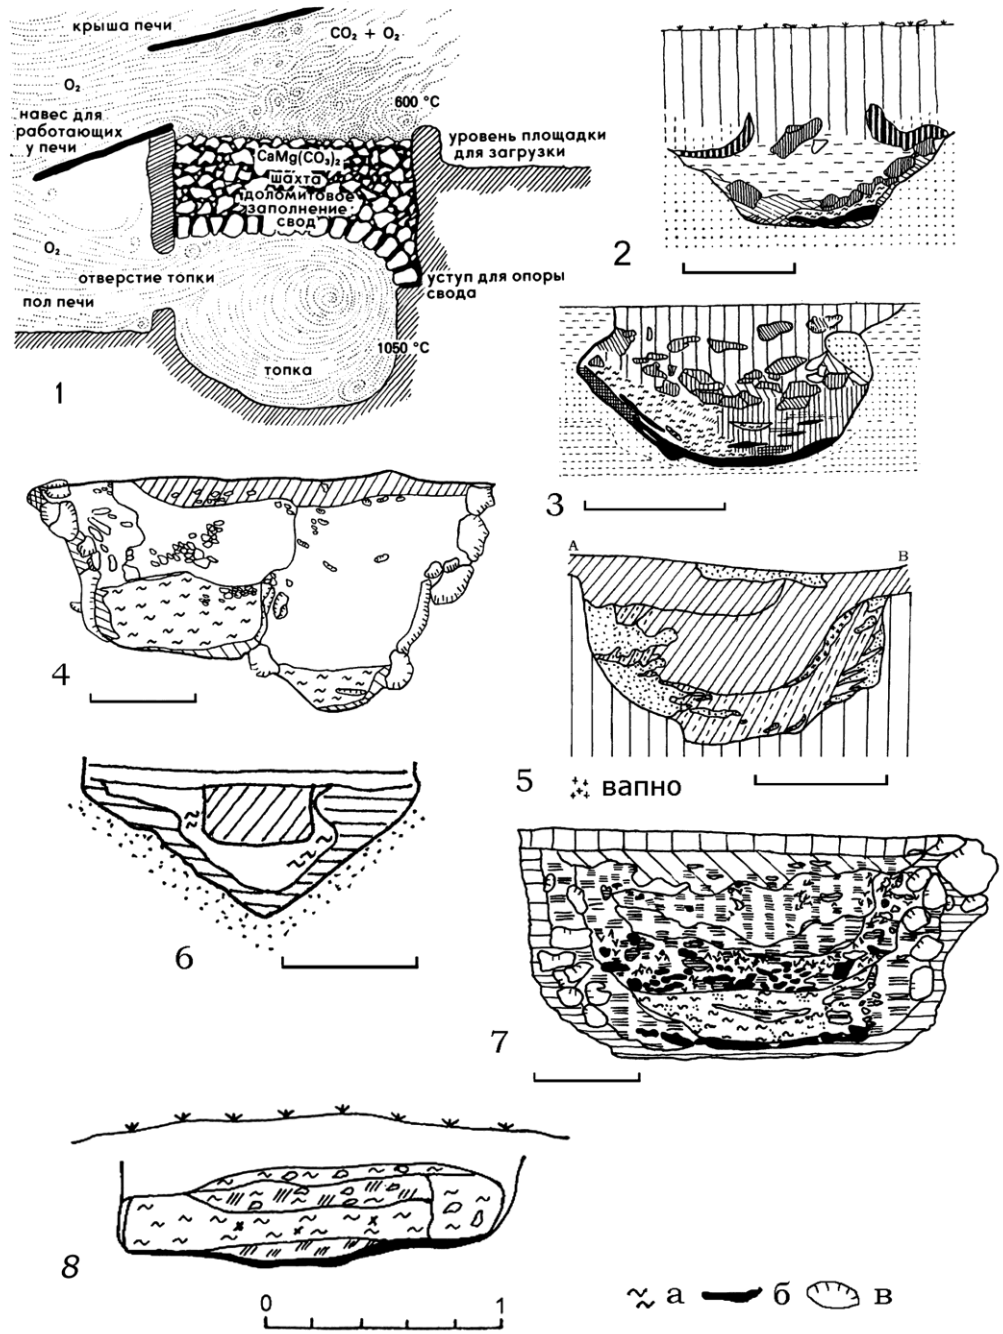 крыша печи
CO₂ + O₂
O₂
600 °C
навес для
работающих
у печи
уровень площадки
для загрузки
CaMg(CO₃)₂
шахта
доломитовое
заполнение
свод
O₂
отверстие топки
уступ для опоры
свода
пол печи
1050 °C
топка
1
2
3
4
A
B
5
вапно
6
7
8
0
1
а
б
в